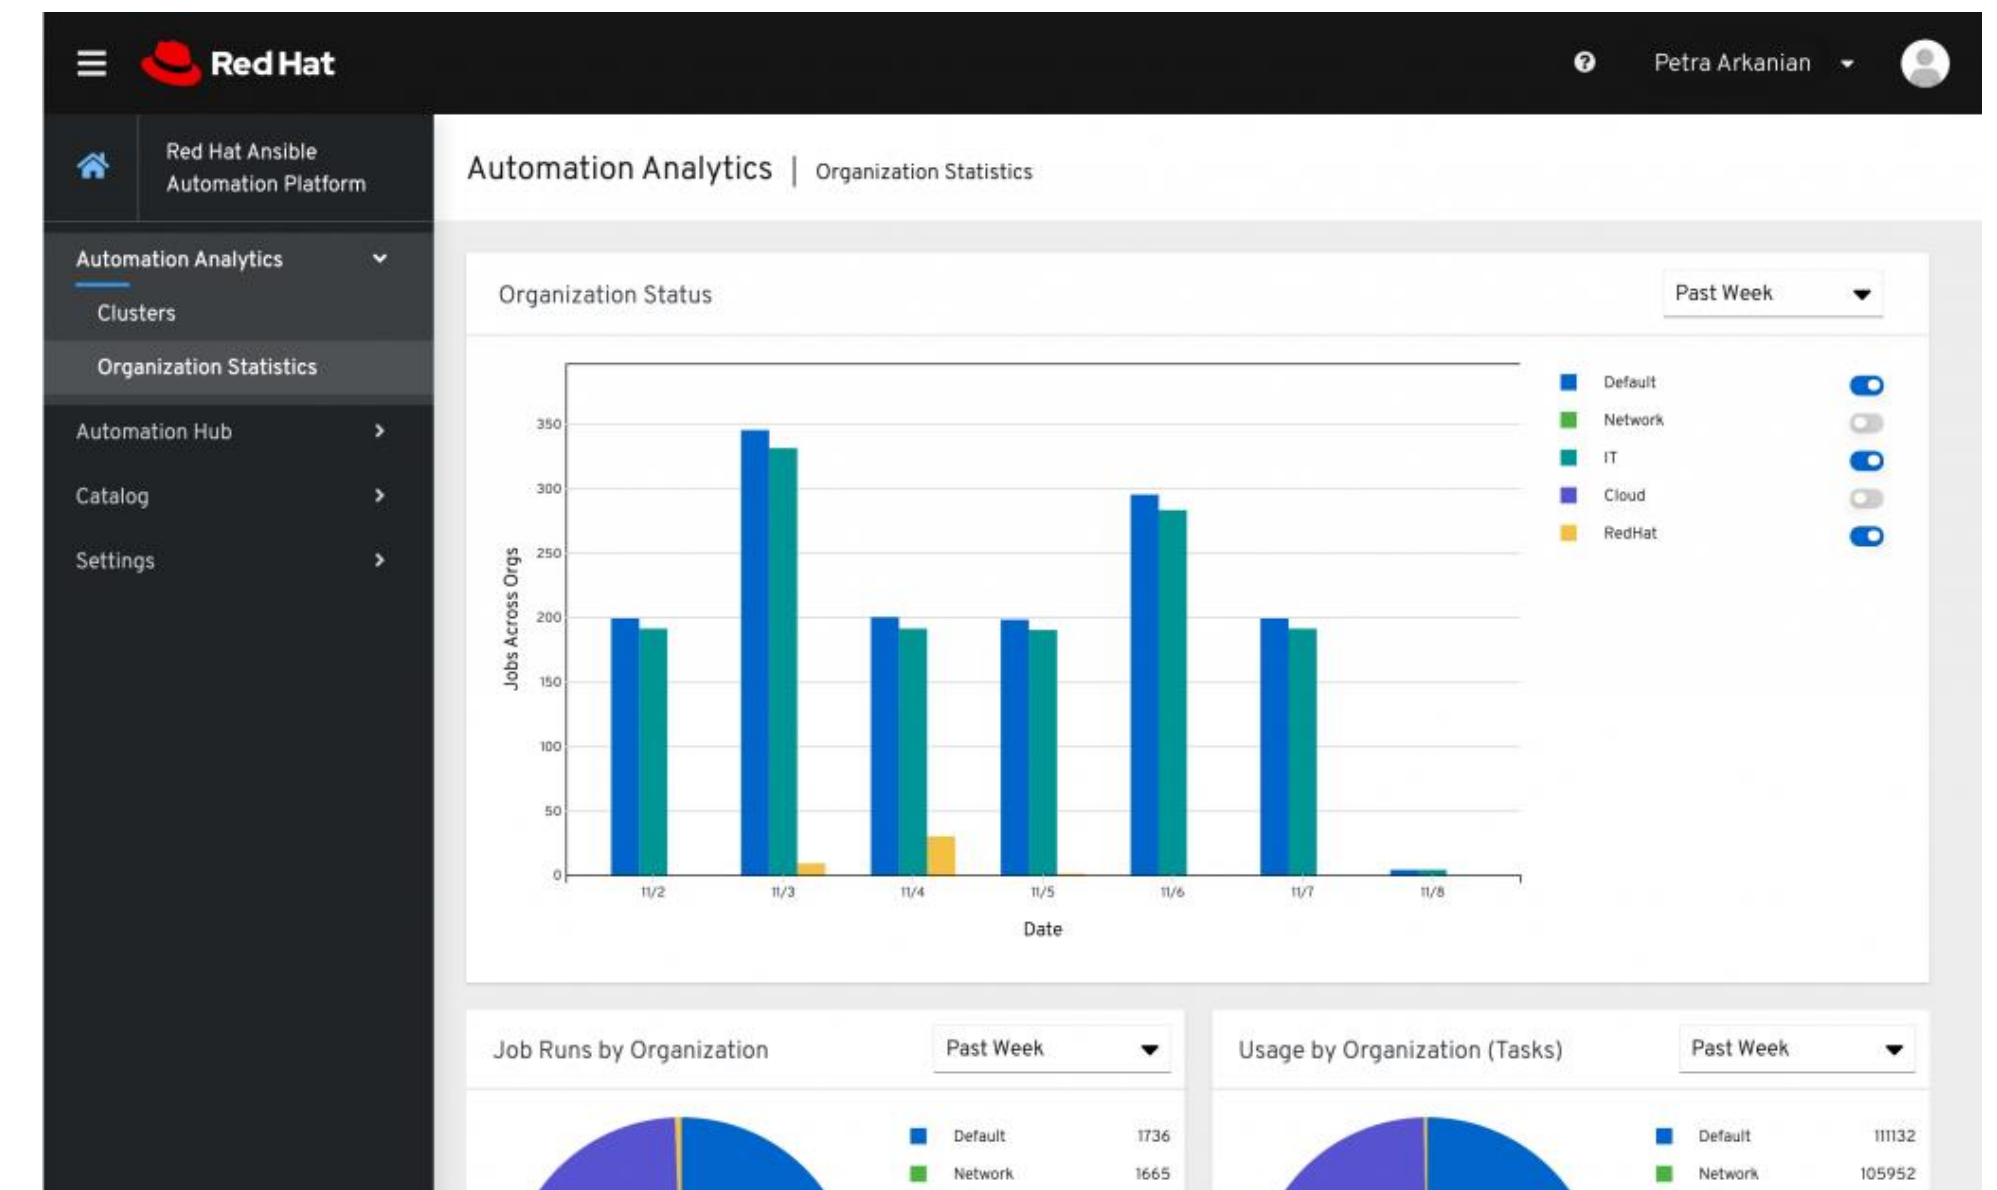 Red Hat
Petra Arkanian
Red Hat Ansible
Automation Platform
Automation Analytics | Organization Statistics
Automation Analytics
Clusters
Organization Statistics
Automation Hub
Catalog
Settings
Organization Status
Past Week
Default
Network
IT
Cloud
RedHat
Jobs Across Orgs
350
300
250
200
150
100
50
0
11/2 11/3 11/4 11/5 11/6 11/7 11/8
Date
Job Runs by Organization
Past Week
Default 1736
Network 1665
Usage by Organization (Tasks)
Past Week
Default 111132
Network 105952